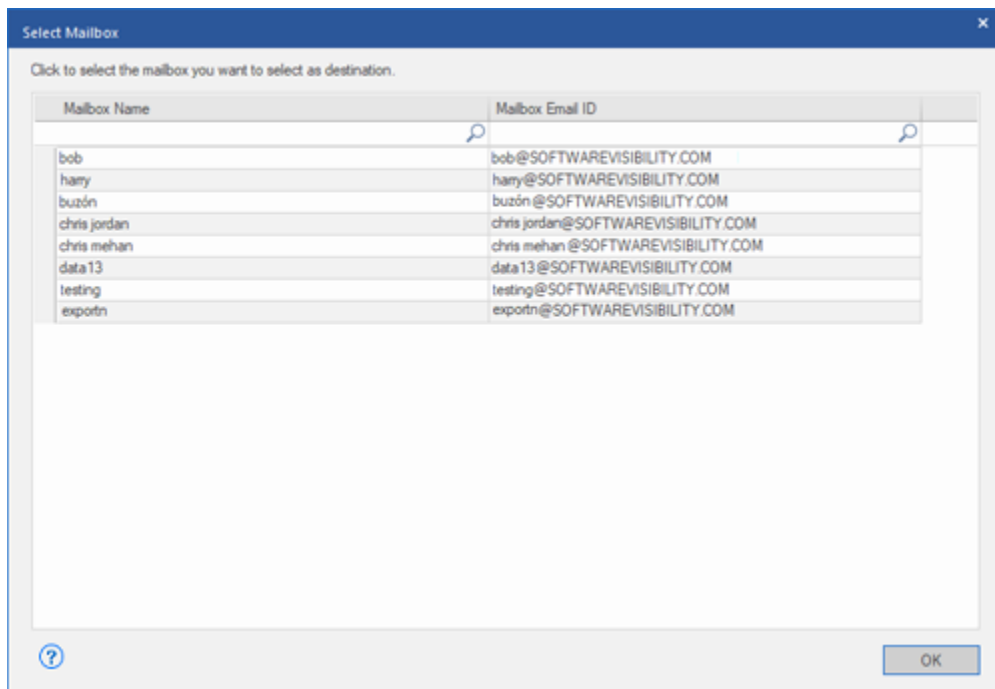 Select Mailbox
Click to select the mailbox you want to select as destination.
Mailbox Name Mailbox Email ID
bob bob@SOFTWAREVISIBILITY.COM
harry harry@SOFTWAREVISIBILITY.COM
buzón buzón @SOFTWAREVISIBILITY.COM
chris jordan chris jordan@SOFTWAREVISIBILITY.COM
chris mehan chris mehan @SOFTWAREVISIBILITY.COM
data13 data13@SOFTWAREVISIBILITY.COM
testing testing@SOFTWAREVISIBILITY.COM
exportn exportn@SOFTWAREVISIBILITY.COM
? OK